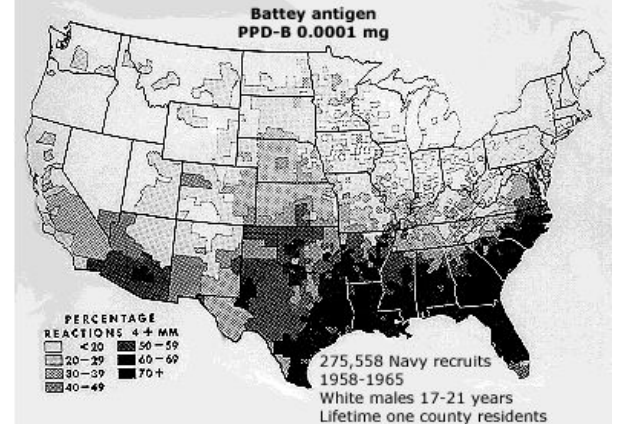 Battey antigen
PPD-B 0.0001 mg
PERCENTAGE
REACTIONS 4 + MM
<20
20-29
30-39
40-49
50-59
60-69
70+
275,558 Navy recruits
1958-1965
White males 17-21 years
Lifetime one county residents